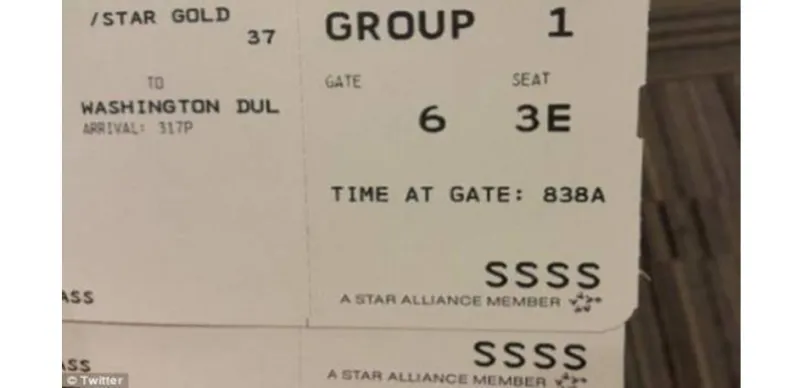 /STAR GOLD
37
TO
WASHINGTON DUL
ARRIVAL: 317P
ASS
GROUP 1
GATE SEAT
6 3E
TIME AT GATE: 838A
SSSS
A STAR ALLIANCE MEMBER
ASS
SSSS
A STAR ALLIANCE MEMBER
© Twitter